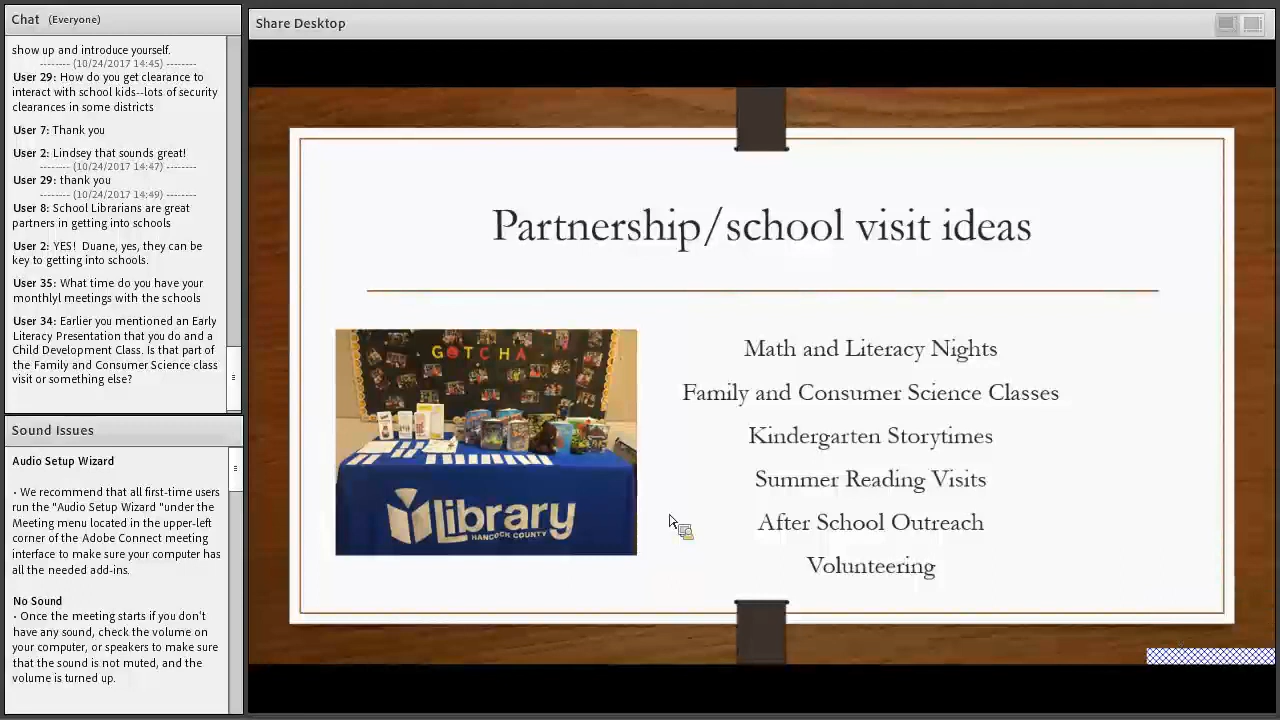 Chat (Everyone)
show up and introduce yourself.
-------- (10/24/2017 14:45) --------
User 29: How do you get clearance to
interact with school kids--lots of security
clearances in some districts
User 7: Thank you
User 2: Lindsey that sounds great!
-------- (10/24/2017 14:47) --------
User 29: thank you
-------- (10/24/2017 14:49) --------
User 8: School Librarians are great
partners in getting into schools
User 2: YES!  Duane, yes, they can be
key to getting into schools.
User 35: What time do you have your
monthlyl meetings with the schools
User 34: Earlier you mentioned an Early
Literacy Presentation that you do and a
Child Development Class. Is that part of
the Family and Consumer Science class
visit or something else?
Sound Issues
Audio Setup Wizard
• We recommend that all first-time users
run the "Audio Setup Wizard "under the
Meeting menu located in the upper-left
corner of the Adobe Connect meeting
interface to make sure your computer has
all the needed add-ins.
No Sound
• Once the meeting starts if you don't
have any sound, check the volume on
your computer, or speakers to make sure
that the sound is not muted, and the
volume is turned up.
Share Desktop
Partnership/school visit ideas
GOTCHA
Library
HANCOCK COUNTY
Math and Literacy Nights
Family and Consumer Science Classes
Kindergarten Storytimes
Summer Reading Visits
After School Outreach
Volunteering